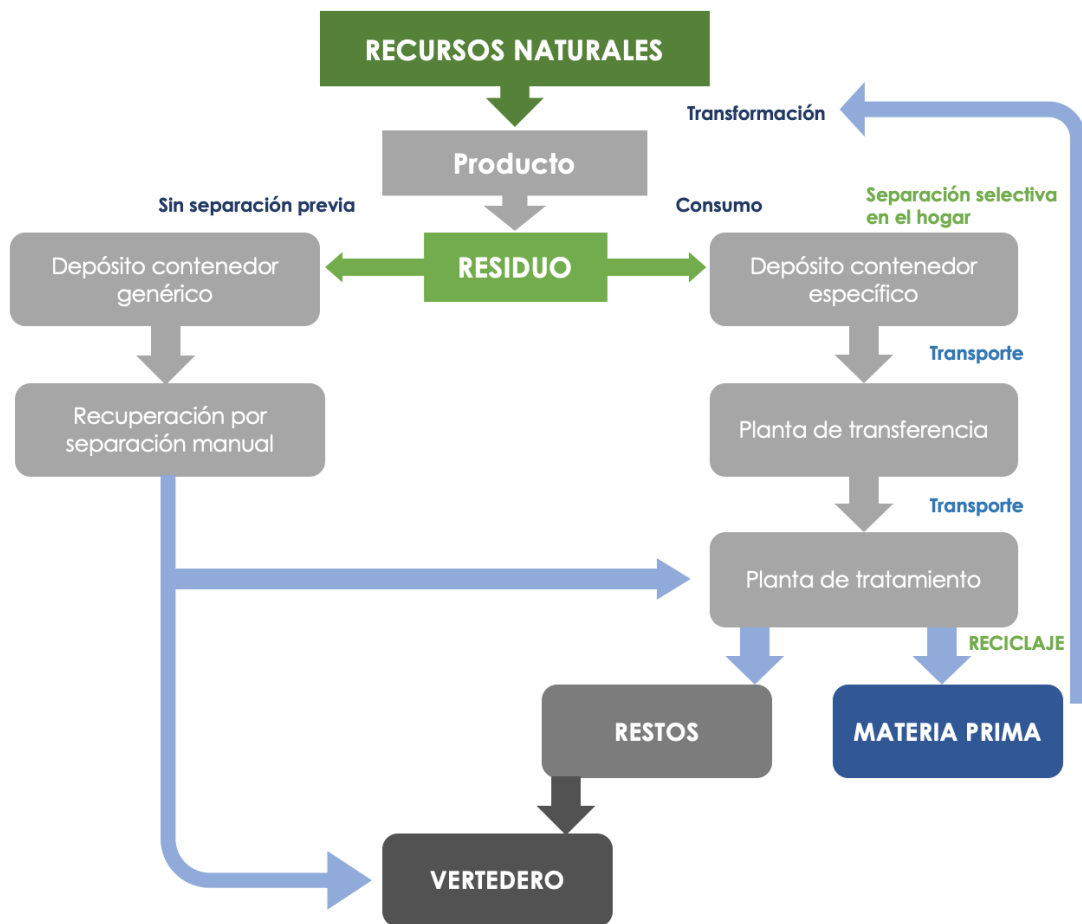 RECURSOS NATURALES
Transformación
Producto
Sin separación previa
Consumo
Separación selectiva
en el hogar
Depósito contenedor
genérico
RESIDUO
Depósito contenedor
específico
Transporte
Recuperación por
separación manual
Planta de transferencia
Transporte
Planta de tratamiento
RECICLAJE
RESTOS
MATERIA PRIMA
VERTEDERO